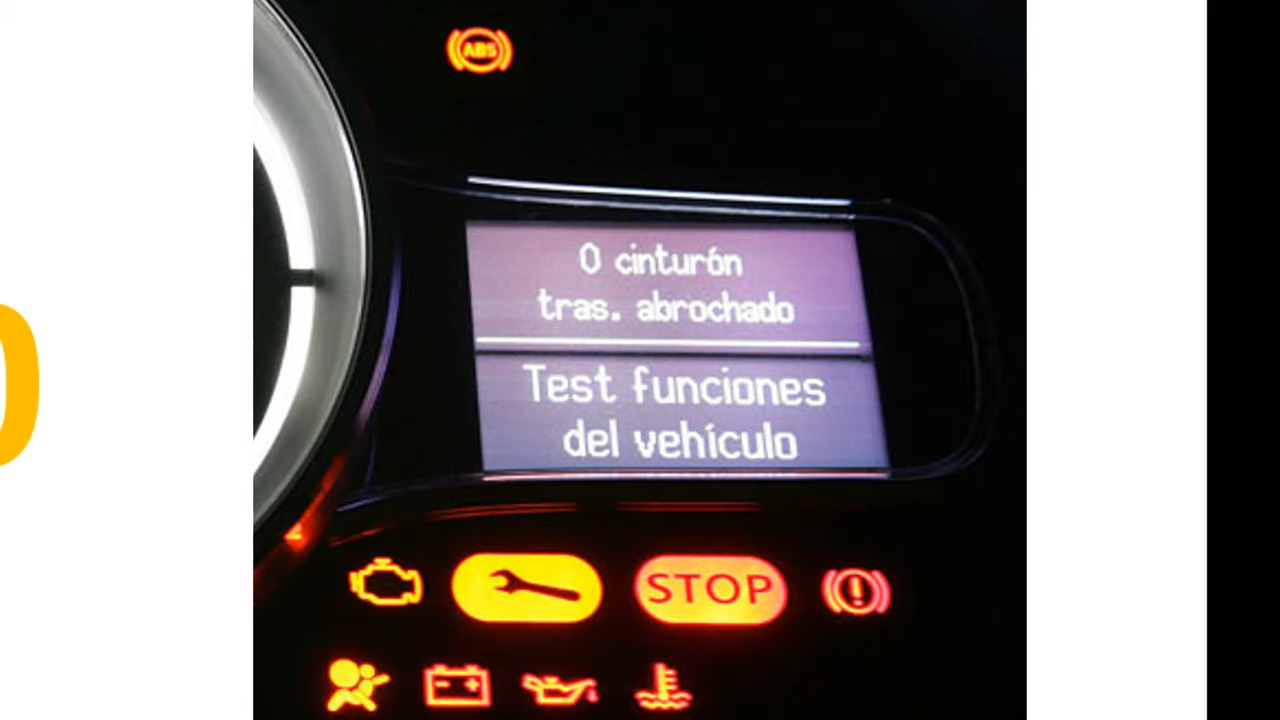 ABS
0 cinturón
tras. abrochado
Test funciones
del vehículo
STOP